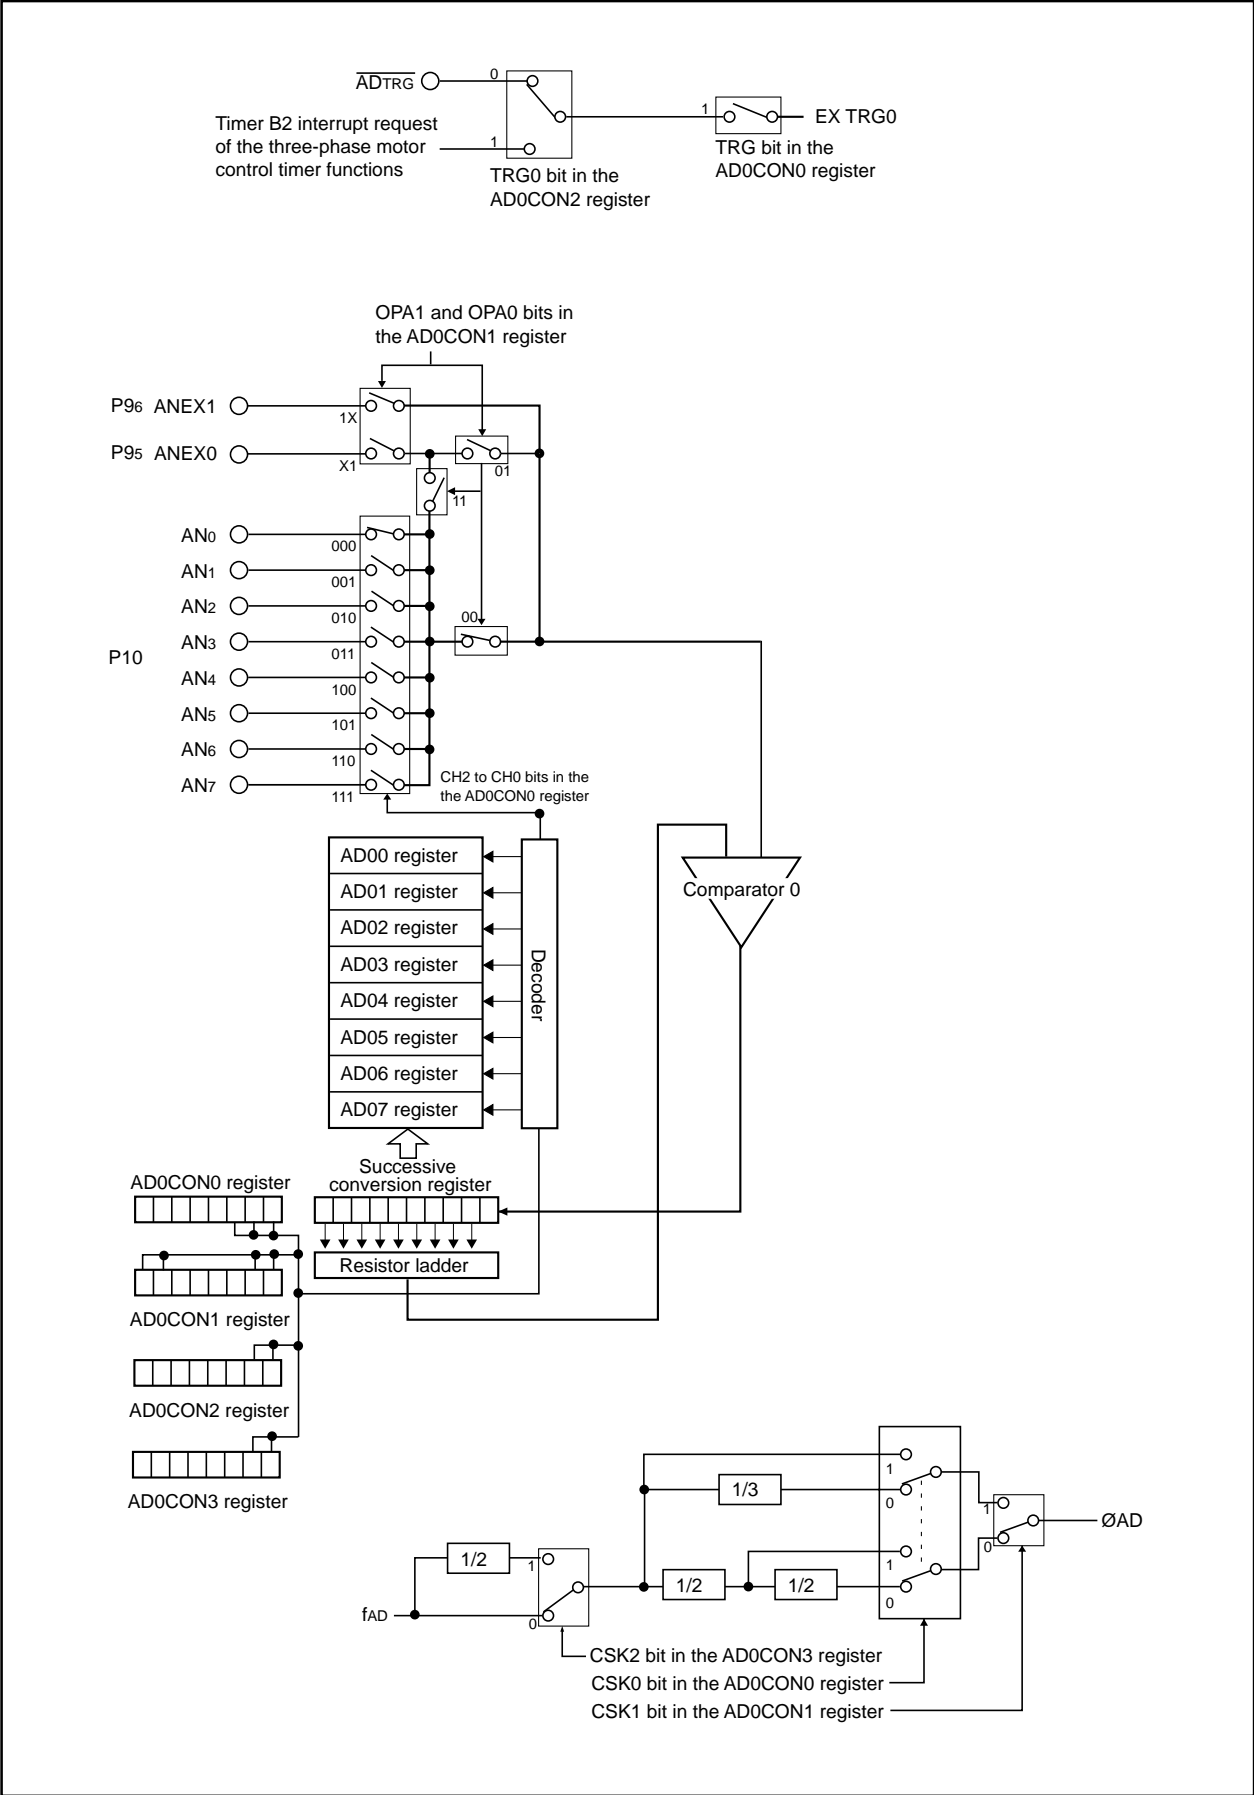 ADTRG
0
Timer B2 interrupt request
of the three-phase motor
control timer functions
1
TRG0 bit in the
AD0CON2 register
1
EX TRG0
TRG bit in the
AD0CON0 register
OPA1 and OPA0 bits in
the AD0CON1 register
P96 ANEX1
1X
P95 ANEX0
X1
01
11
AN0
000
AN1
001
AN2
010
00
AN3
011
P10
AN4
100
AN5
101
AN6
110
AN7
111
CH2 to CH0 bits in the
the AD0CON0 register
AD00 register
AD01 register
AD02 register
AD03 register
AD04 register
AD05 register
AD06 register
AD07 register
Decoder
Comparator 0
Successive
conversion register
Resistor ladder
AD0CON0 register
AD0CON1 register
AD0CON2 register
AD0CON3 register
1
1/3
0
1
0
ØAD
1/2
1
fAD
0
1/2
1/2
1
0
CSK2 bit in the AD0CON3 register
CSK0 bit in the AD0CON0 register
CSK1 bit in the AD0CON1 register